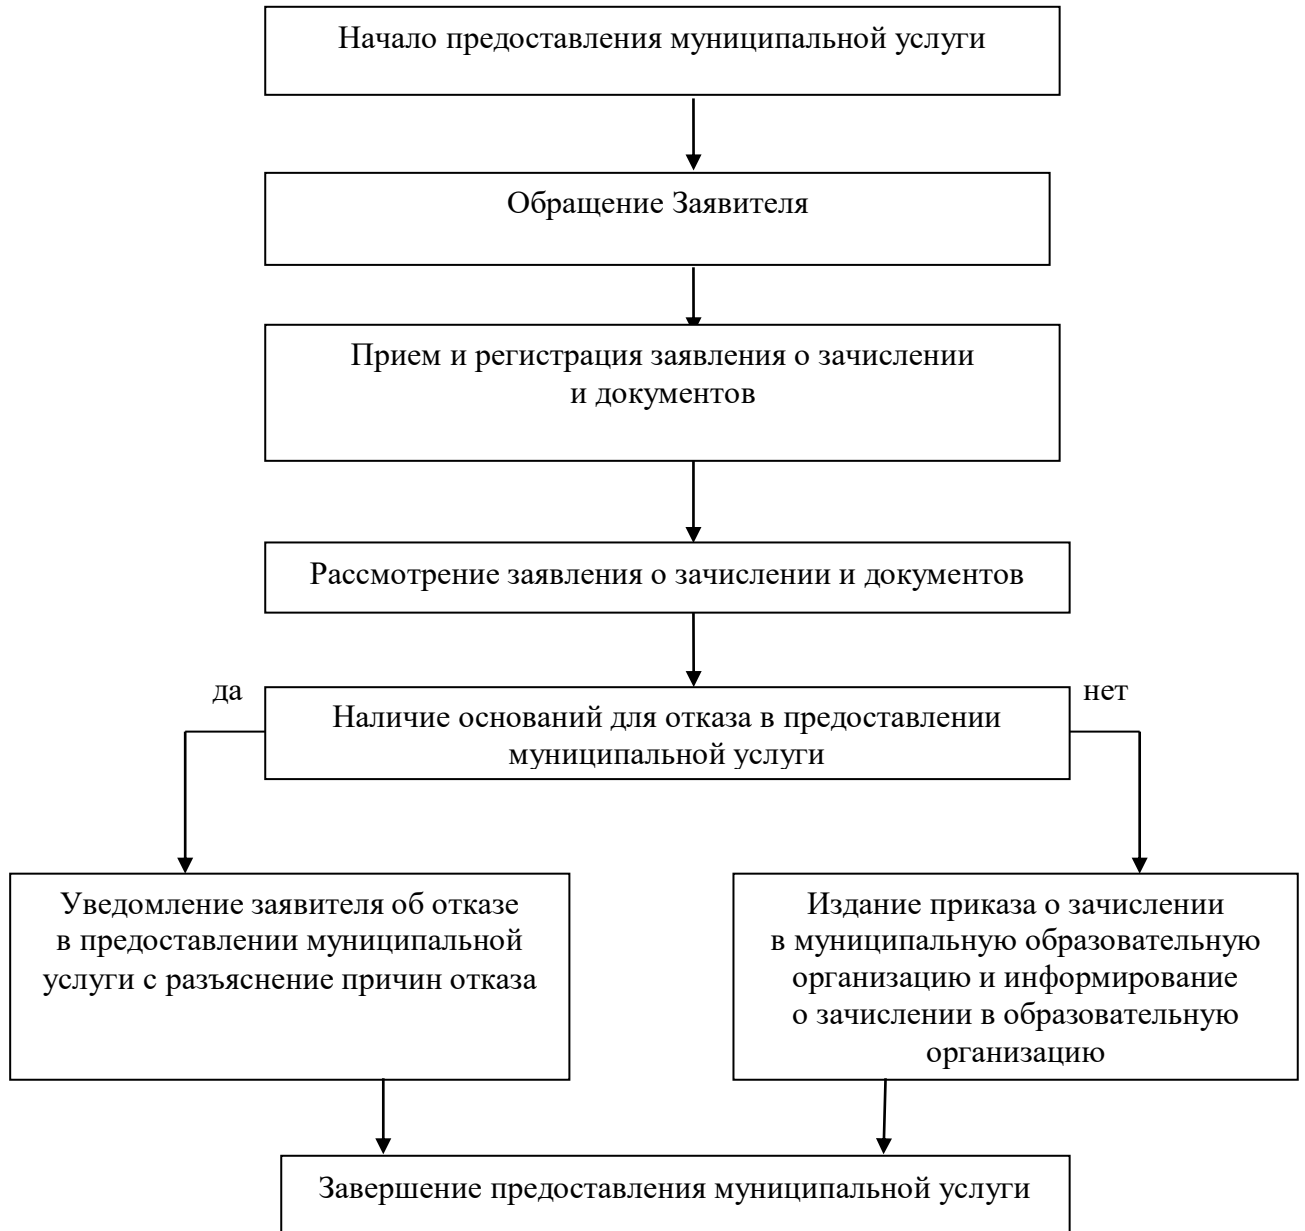 Начало предоставления муниципальной услуги
Обращение Заявителя
Прием и регистрация заявления о зачислении
и документов
Рассмотрение заявления о зачислении и документов
да
нет
Наличие оснований для отказа в предоставлении
муниципальной услуги
Уведомление заявителя об отказе
в предоставлении муниципальной
услуги с разъяснение причин отказа
Издание приказа о зачислении
в муниципальную образовательную
организацию и информирование
о зачислении в образовательную
организацию
Завершение предоставления муниципальной услуги